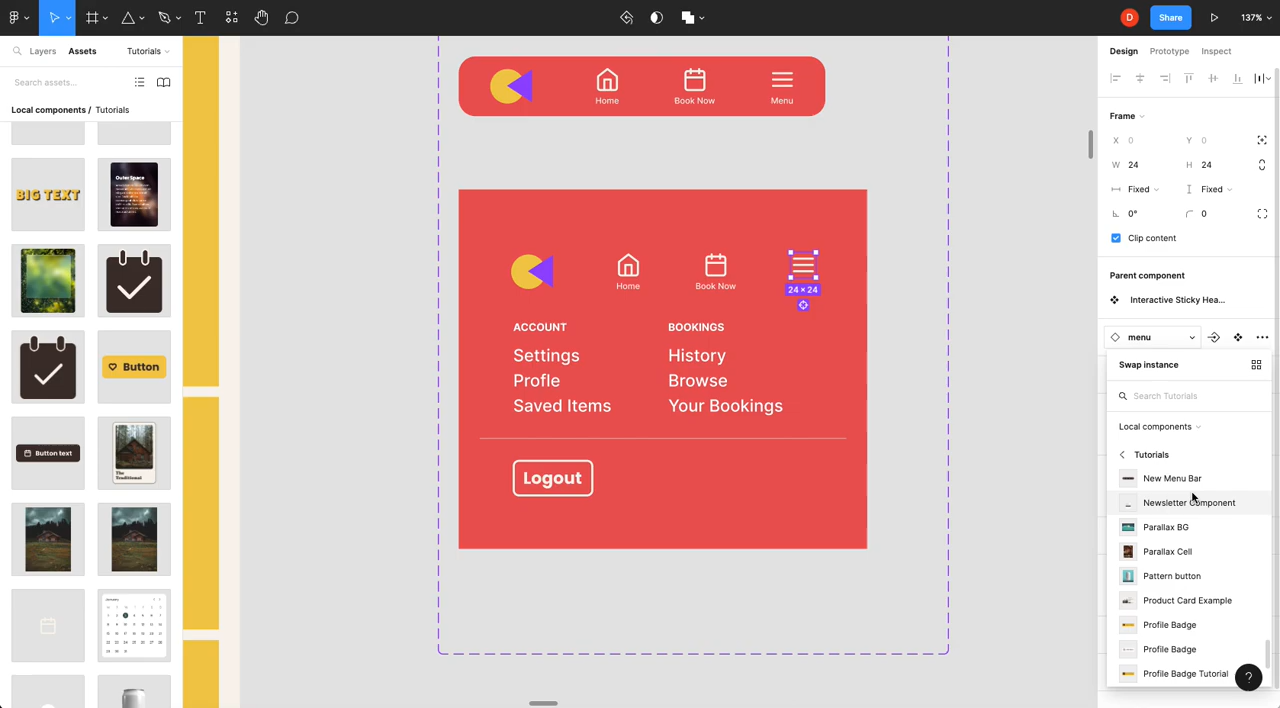 D
Share
137%
Layers
Assets
Tutorials
Search assets...
Local components / Tutorials
BIG TEXT
Outer Space
Button
Button text
The
Traditional
January
Home
Book Now
Menu
Home
Book Now
24 × 24
ACCOUNT
Settings
Profle
Saved Items
BOOKINGS
History
Browse
Your Bookings
Logout
Design
Prototype
Inspect
Frame
X 0
Y 0
W 24
H 24
Fixed
Fixed
0°
0
Clip content
Parent component
Interactive Sticky Hea...
menu
Swap instance
Search Tutorials
Local components
Tutorials
New Menu Bar
Newsletter Component
Parallax BG
Parallax Cell
Pattern button
Product Card Example
Profile Badge
Profile Badge
Profile Badge Tutorial
?